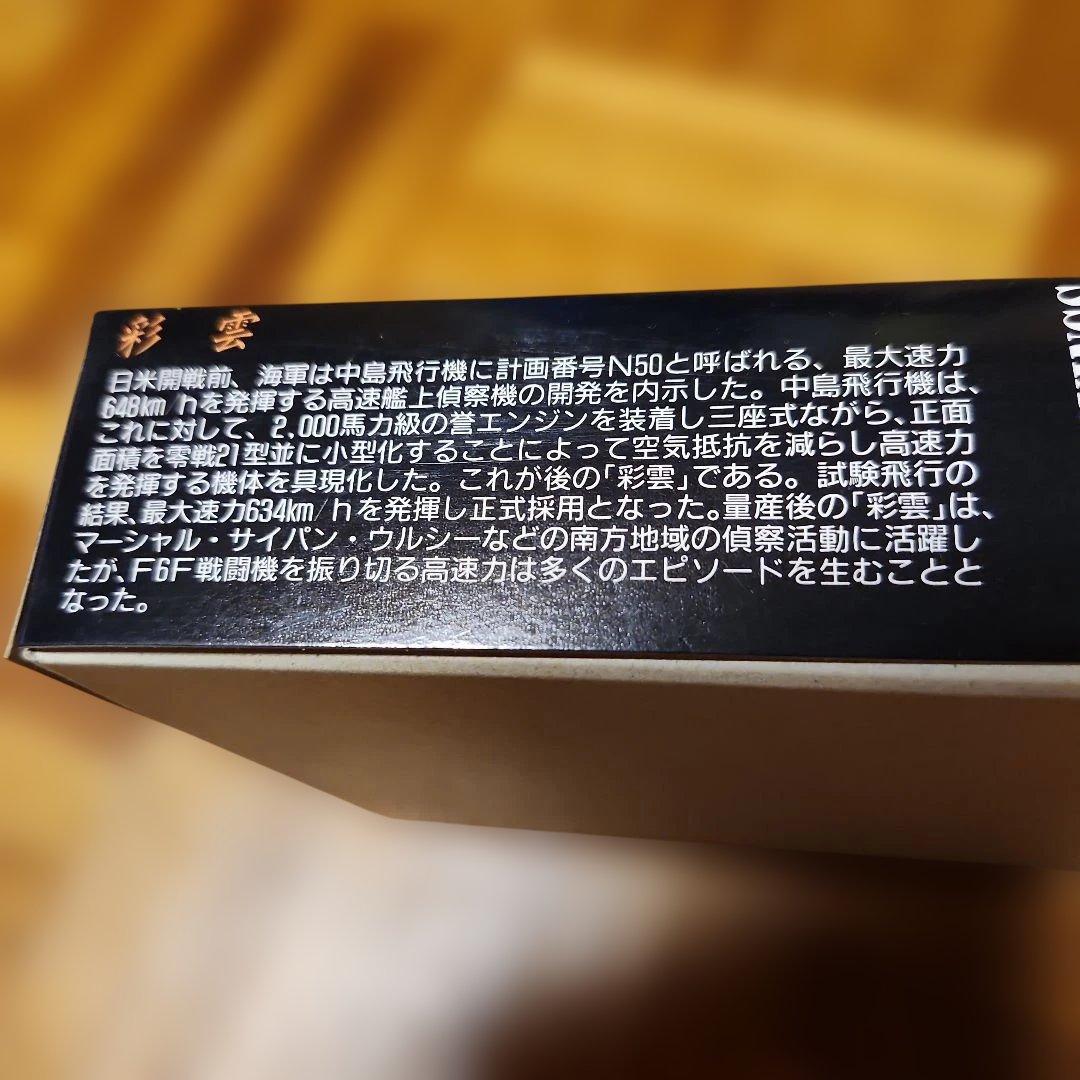 彩雲
日米開戦前、海軍は中島飛行機に計画番号N50と呼ばれる、最大速力
648km/hを発揮する高速艦上偵察機の開発を内示した。中島飛行機は、
これに対して、2,000馬力級の誉エンジンを装着し三座式ながら、正面
面積を零戦21型並に小型化することによって空気抵抗を減らし高速力
を発揮する機体を具現化した。これが後の「彩雲」である。試験飛行の
結果、最大速力634km/hを発揮し正式採用となった。量産後の「彩雲」は、
マーシャル・サイパン・ウルシーなどの南方地域の偵察活動に活躍し
たが、F6F戦闘機を振り切る高速力は多くのエピソードを生むことと
なった。